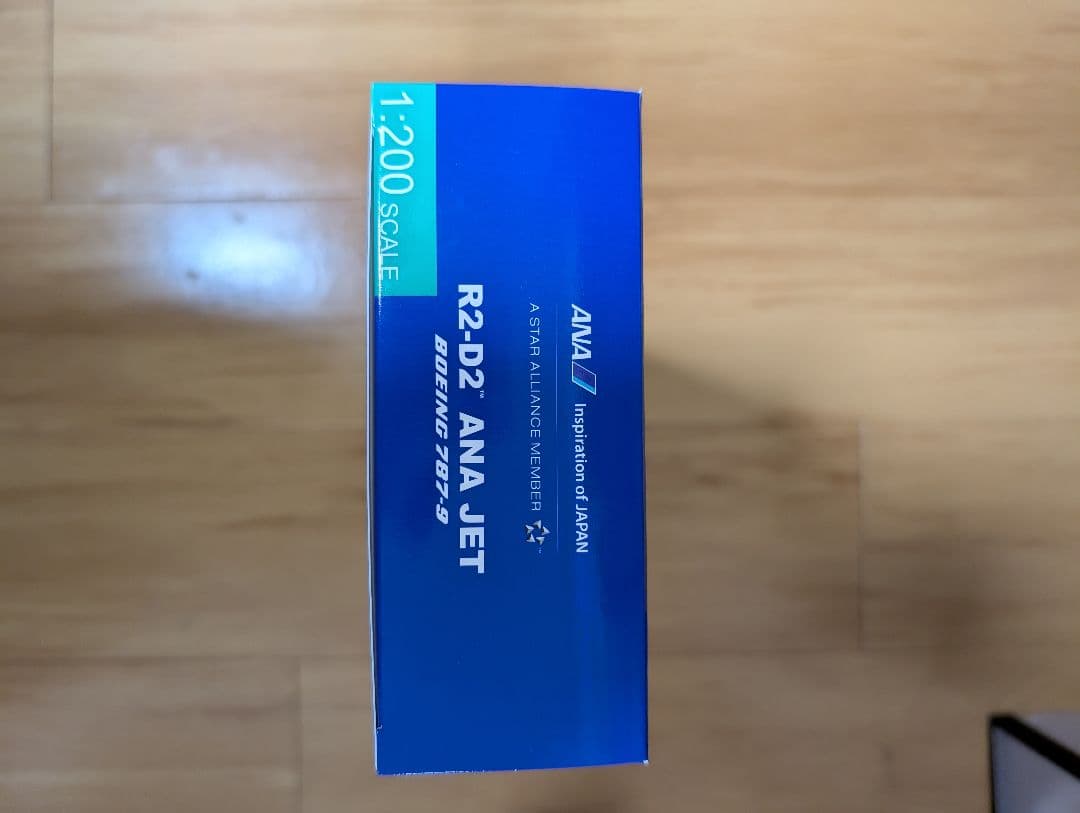 ANA Inspiration of JAPAN
A STAR ALLIANCE MEMBER
R2-D2™ ANA JET
BOEING 787-9
1:200 SCALE